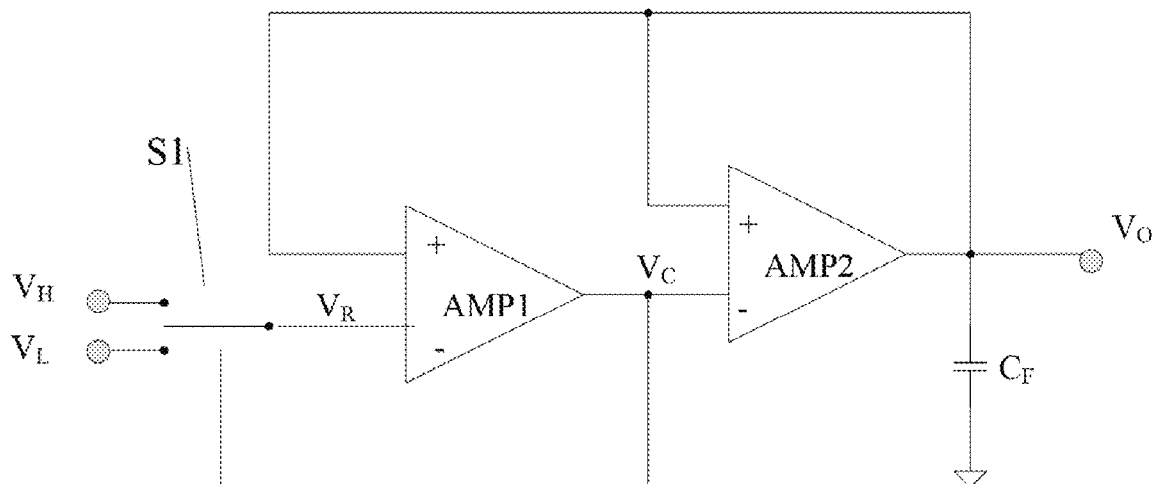 S1
V_H
V_L
V_R
+
AMP1
-
V_C
+
AMP2
-
V_O
C_F